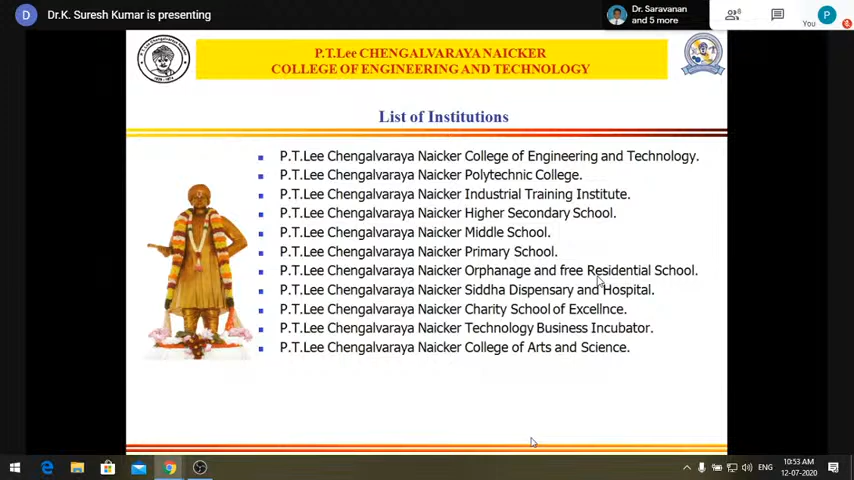 D
Dr.K. Suresh Kumar is presenting
Dr. Saravanan
and 5 more
6
P
You
P.T.Lee CHENGALVARAYA NAICKER
COLLEGE OF ENGINEERING AND TECHNOLOGY
List of Institutions
P.T.Lee Chengalvaraya Naicker College of Engineering and Technology.
P.T.Lee Chengalvaraya Naicker Polytechnic College.
P.T.Lee Chengalvaraya Naicker Industrial Training Institute.
P.T.Lee Chengalvaraya Naicker Higher Secondary School.
P.T.Lee Chengalvaraya Naicker Middle School.
P.T.Lee Chengalvaraya Naicker Primary School.
P.T.Lee Chengalvaraya Naicker Orphanage and free Residential School.
P.T.Lee Chengalvaraya Naicker Siddha Dispensary and Hospital.
P.T.Lee Chengalvaraya Naicker Charity School of Excellnce.
P.T.Lee Chengalvaraya Naicker Technology Business Incubator.
P.T.Lee Chengalvaraya Naicker College of Arts and Science.
ENG
10:53 AM
12-07-2020